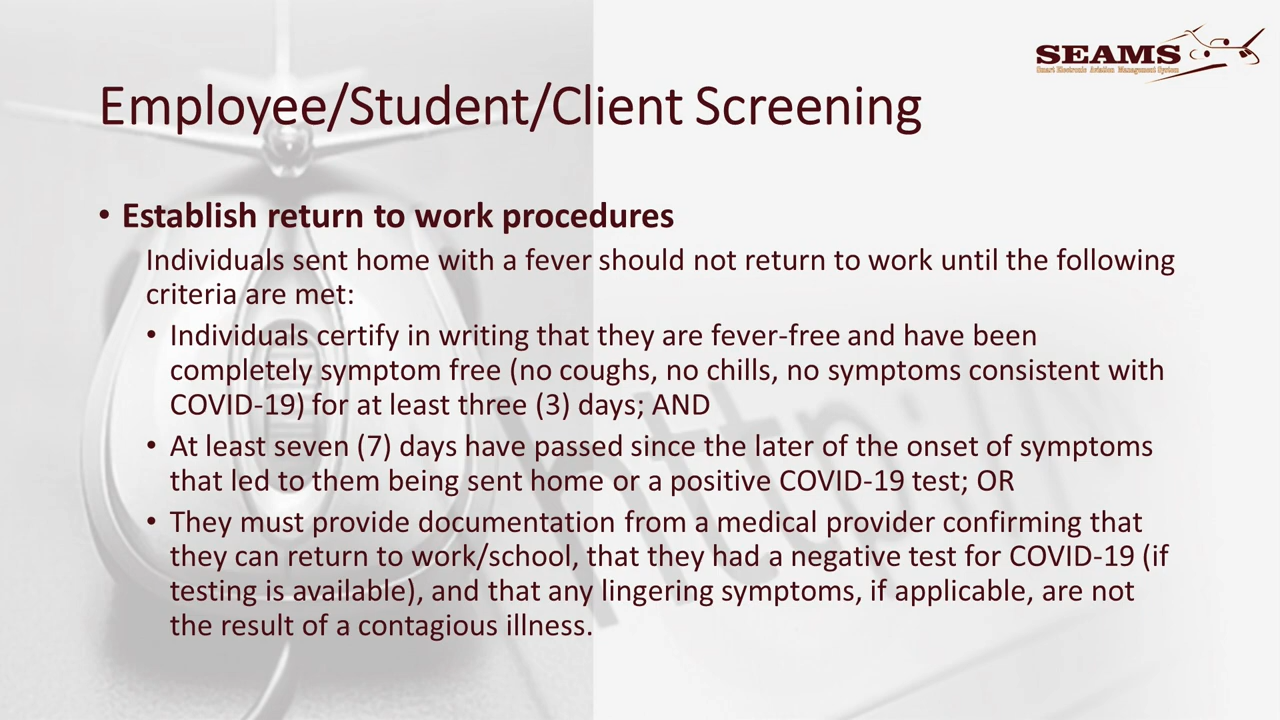 SEAMS
Smart Electronic Aviation Management System
Employee/Student/Client Screening
• Establish return to work procedures
Individuals sent home with a fever should not return to work until the following
criteria are met:
• Individuals certify in writing that they are fever-free and have been
completely symptom free (no coughs, no chills, no symptoms consistent with
COVID-19) for at least three (3) days; AND
• At least seven (7) days have passed since the later of the onset of symptoms
that led to them being sent home or a positive COVID-19 test; OR
• They must provide documentation from a medical provider confirming that
they can return to work/school, that they had a negative test for COVID-19 (if
testing is available), and that any lingering symptoms, if applicable, are not
the result of a contagious illness.
http://